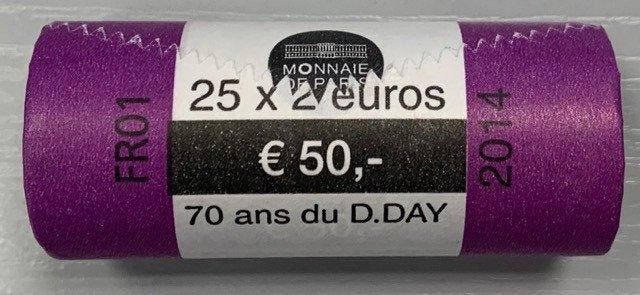 MONNAIE
DE PARIS
25 x 2 euros
€ 50,-
70 ans du D.DAY
FR01
2014